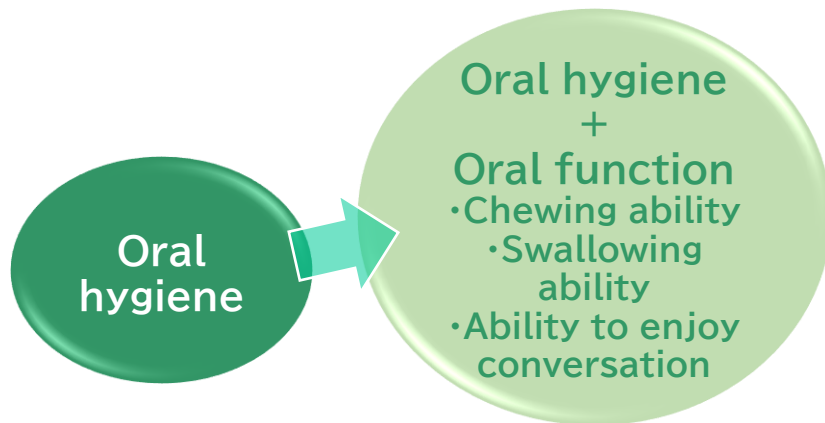 Oral
hygiene
Oral hygiene
+
Oral function
・Chewing ability
・Swallowing
ability
・Ability to enjoy
conversation